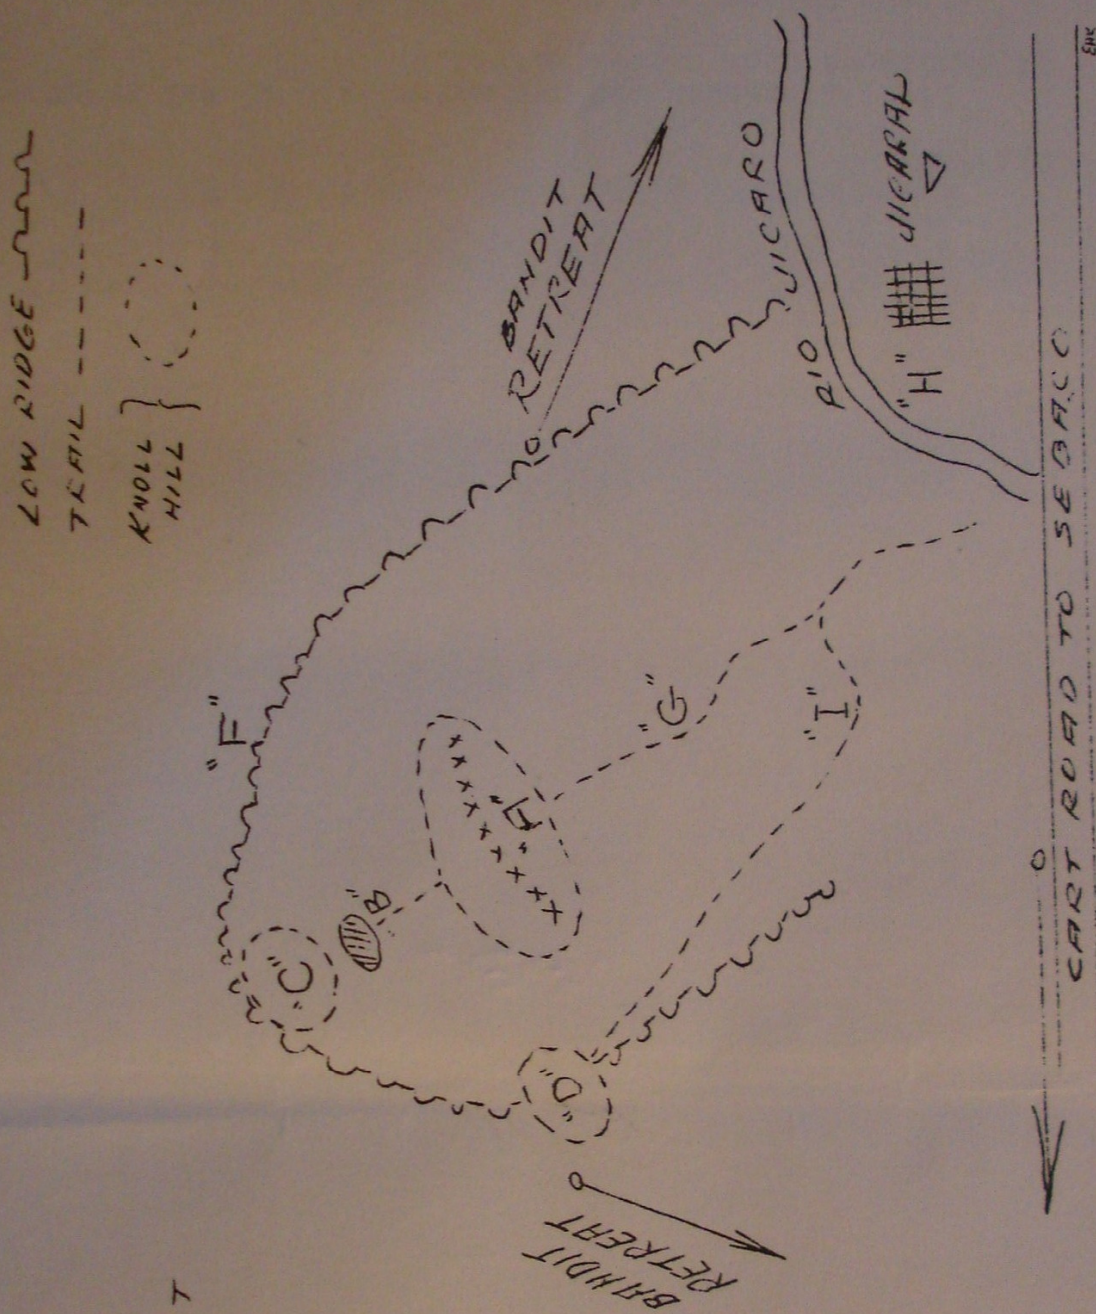 LOW RIDGE
TRAIL
KNOLL
HILL
"F"
BANDIT
RETREAT
"C"
"B"
"A"
"G"
"D"
"I"
RIO JICARO
"H" JICARAL
BANDIT
RETREAT
T
CART ROAD TO SEBACO